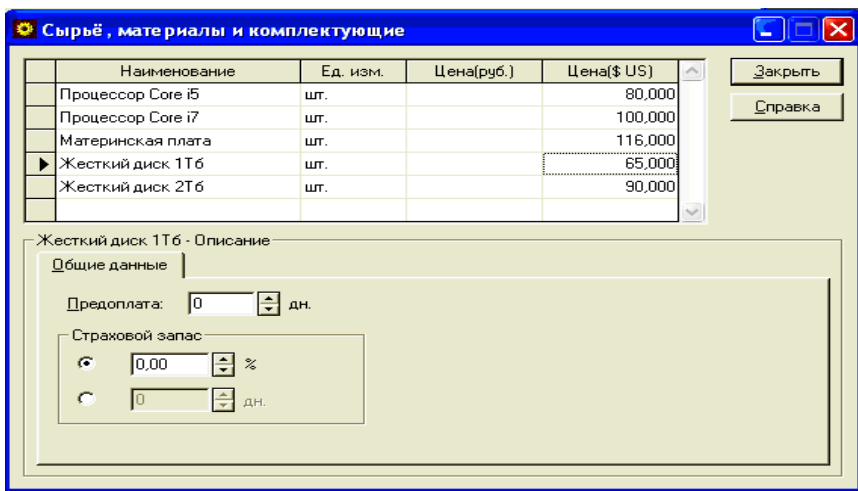 Сырьё, материалы и комплектующие
Наименование Ед. изм. Цена(руб.) Цена($ US)
Процессор Core i5 шт. 80,000
Процессор Core i7 шт. 100,000
Материнская плата шт. 116,000
Жесткий диск 1Тб шт. 65,000
Жесткий диск 2Тб шт. 90,000
Закрыть
Справка
Жесткий диск 1Тб - Описание
Общие данные
Предоплата: 0 дн.
Страховой запас
0,00 %
0 дн.